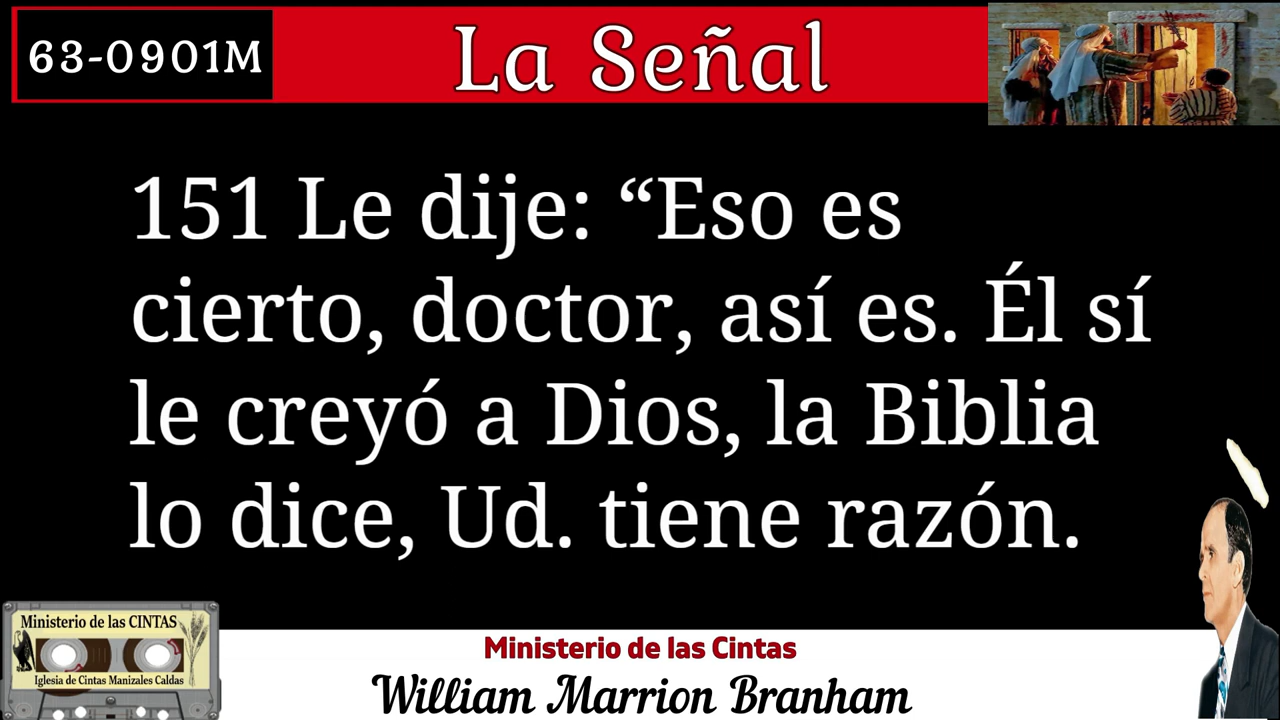 63-0901M
La Señal
151 Le dije: “Eso es
cierto, doctor, así es. Él sí
le creyó a Dios, la Biblia
lo dice, Ud. tiene razón.
Ministerio de las CINTAS
Iglesia de Cintas Manizales Caldas
Ministerio de las Cintas
William Marrion Branham